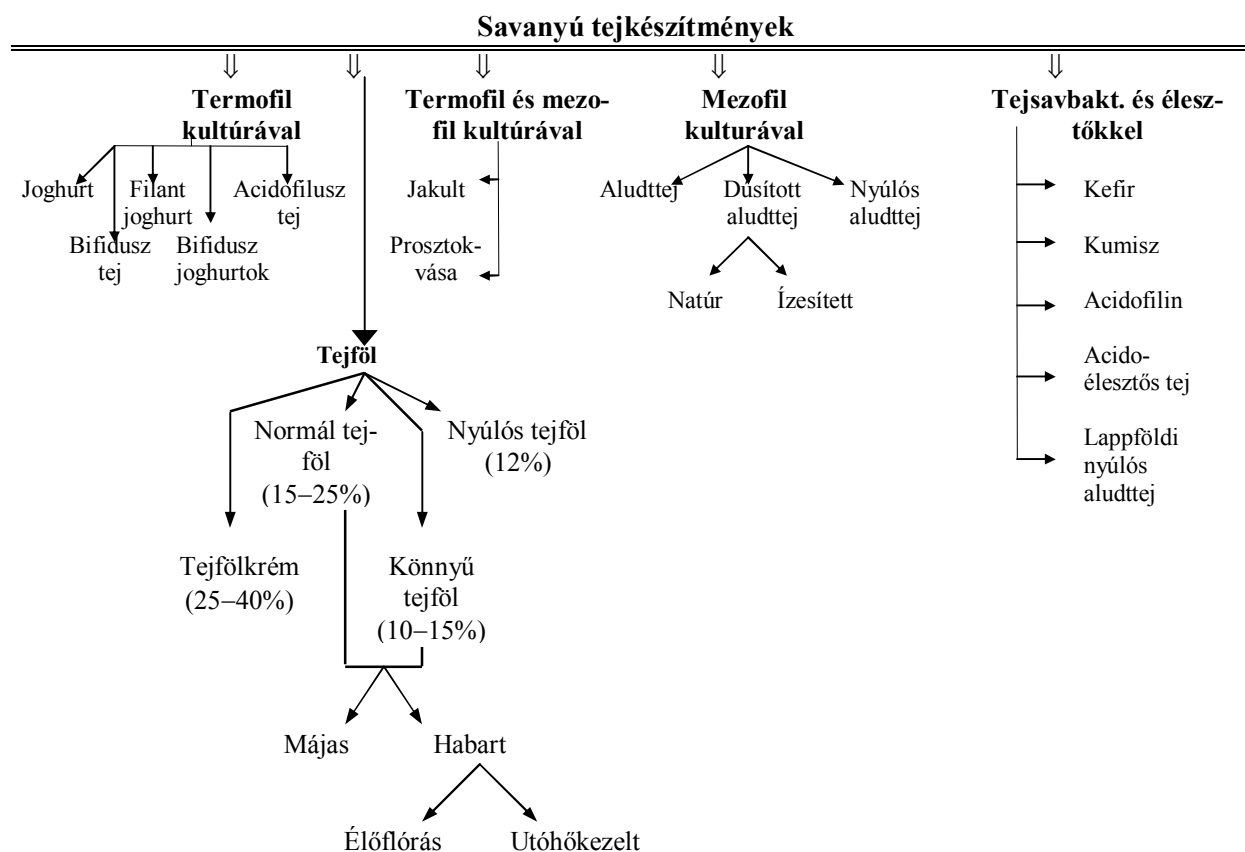 Savanyú tejkészítmények
Termofil
kultúrával
Termofil és mezo-
fil kultúrával
Mezofil
kulturával
Tejsavbakt. és élesz-
tőkkel
Joghurt
Filant
joghurt
Acidofilusz
tej
Bifidusz
tej
Bifidusz
joghurtok
Jakult
Prosztok-
vása
Aludttej
Dúsított
aludttej
Nyúlós
aludttej
Natúr
Ízesített
Kefir
Kumisz
Acidofilin
Acido-
élesztős tej
Lappföldi
nyúlós
aludttej
Tejföl
Normál tej-
föl
(15–25%)
Nyúlós tejföl
(12%)
Tejfölkrém
(25–40%)
Könnyű
tejföl
(10–15%)
Májas
Habart
Élőflórás
Utóhőkezelt